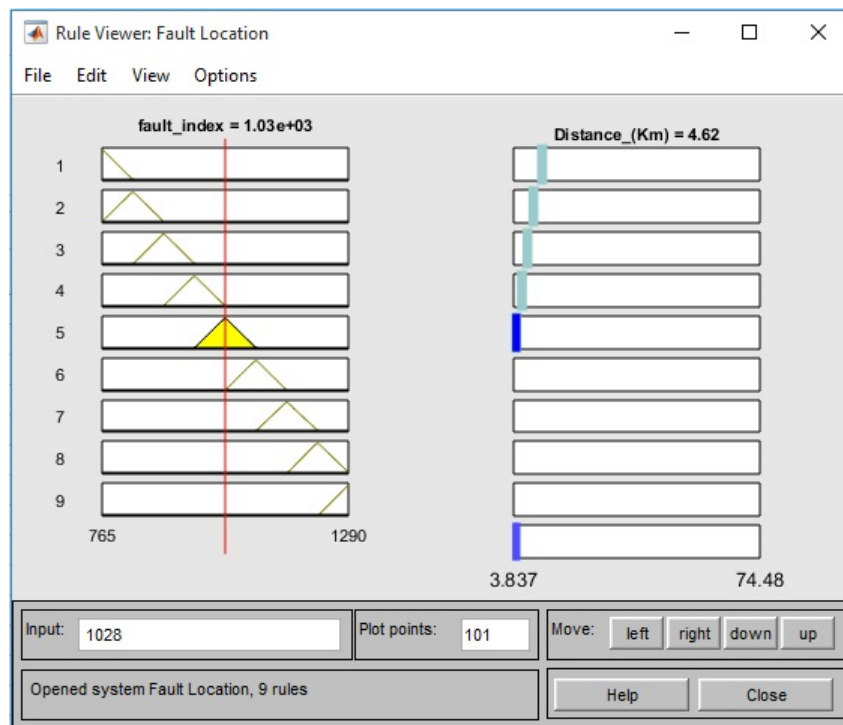 Rule Viewer: Fault Location
File Edit View Options
fault_index = 1.03e+03
Distance_(Km) = 4.62
1
2
3
4
5
6
7
8
9
765 1290
3.837 74.48
Input: 1028 Plot points: 101 Move: left right down up
Opened system Fault Location, 9 rules
Help Close